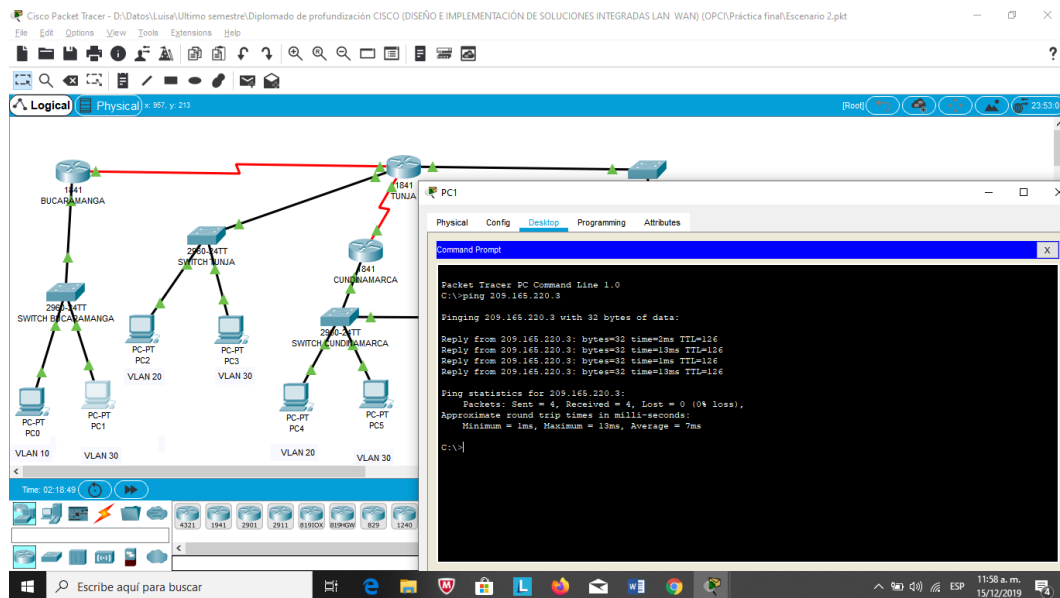 Cisco Packet Tracer - D:\Datos\Luisa\Ultimo semestre\Diplomado de profundización CISCO (DISEÑO E IMPLEMENTACIÓN DE SOLUCIONES INTEGRADAS LAN WAN) (OPCI\Práctica final\Escenario 2.pkt
File Edit Options View Tools Extensions Help
?
Logical Physical x: 957, y: 213 [Root] 23:53:0
1841
BUCARAMANGA
1841
TUNJA
2960-24TT
SWITCH TUNJA
1841
CUNDINAMARCA
2960-24TT
SWITCH BUCARAMANGA
2960-24TT
SWITCH CUNDINAMARCA
PC-PT
PC2
VLAN 20
PC-PT
PC3
VLAN 30
PC-PT
PC0
VLAN 10
PC-PT
PC1
VLAN 30
PC-PT
PC4
VLAN 20
PC-PT
PC5
VLAN 30
PC1
Physical Config Desktop Programming Attributes
Command Prompt X
Packet Tracer PC Command Line 1.0
C:\>ping 209.165.220.3
Pinging 209.165.220.3 with 32 bytes of data:
Reply from 209.165.220.3: bytes=32 time=2ms TTL=126
Reply from 209.165.220.3: bytes=32 time=13ms TTL=126
Reply from 209.165.220.3: bytes=32 time=1ms TTL=126
Reply from 209.165.220.3: bytes=32 time=13ms TTL=126
Ping statistics for 209.165.220.3:
Packets: Sent = 4, Received = 4, Lost = 0 (0% loss),
Approximate round trip times in milli-seconds:
Minimum = 1ms, Maximum = 13ms, Average = 7ms
C:\>
Time: 02:18:49
4321 1941 2901 2911 819IOX 819HGW 829 1240
Escribe aquí para buscar
ESP
11:58 a. m.
15/12/2019
4